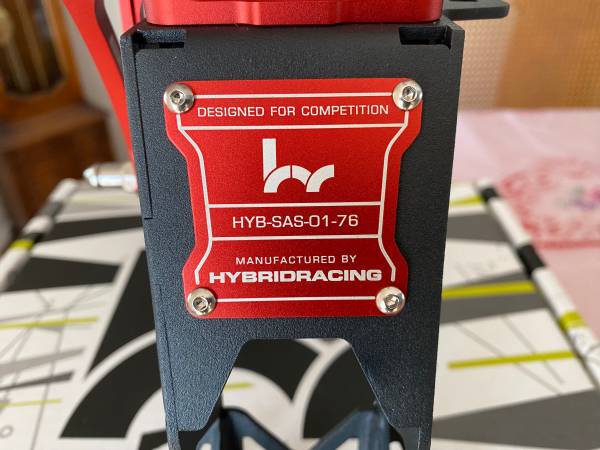 DESIGNED FOR COMPETITION
hr
HYB-SAS-01-76
MANUFACTURED BY
HYBRIDRACING